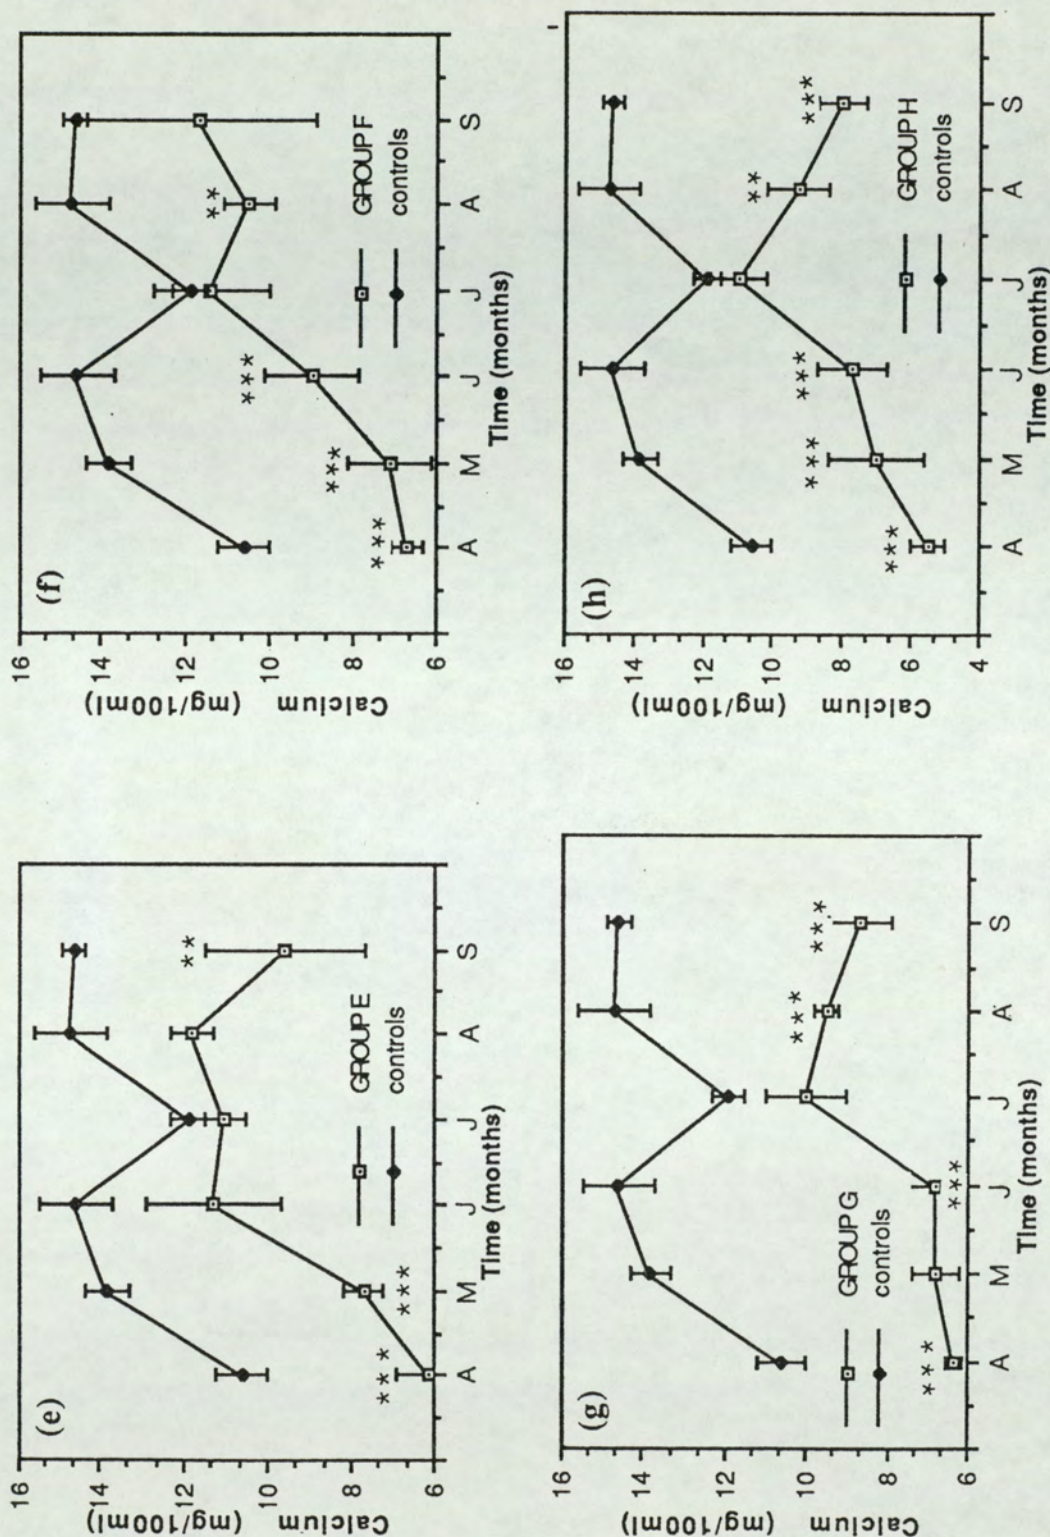 (e)
Calcium (mg/100ml)
16
14
12
10
8
6
***
***
**
GROUP E
controls
A M J J A S
Time (months)
(f)
Calcium (mg/100ml)
16
14
12
10
8
6
***
***
***
**
GROUP F
controls
A M J J A S
Time (months)
(g)
Calcium (mg/100ml)
16
14
12
10
8
6
***
***
***
***
GROUP G
controls
A M J J A S
Time (months)
(h)
Calcium (mg/100ml)
16
14
12
10
8
6
4
***
***
***
**
***
GROUP H
controls
A M J J A S
Time (months)